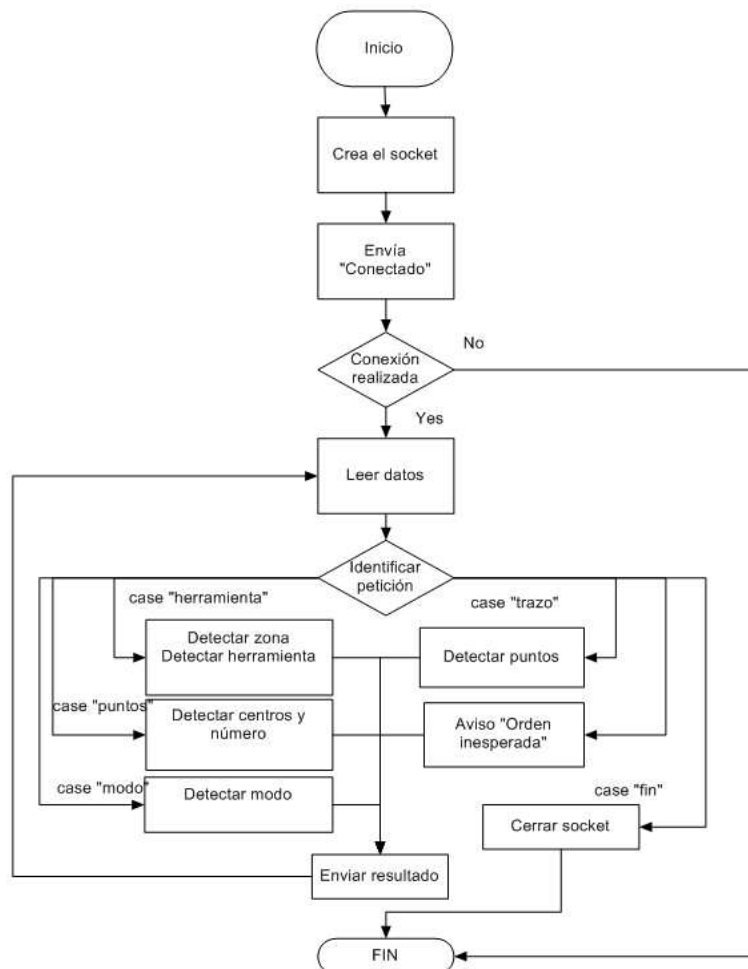 Inicio
Crea el socket
Envía
"Conectado"
No
Conexión
realizada
Yes
Leer datos
Identificar
petición
case "herramienta"
case "trazo"
Detectar zona
Detectar herramienta
Detectar puntos
case "puntos"
Detectar centros y
número
Aviso "Orden
inesperada"
case "modo"
Detectar modo
case "fin"
Cerrar socket
Enviar resultado
FIN